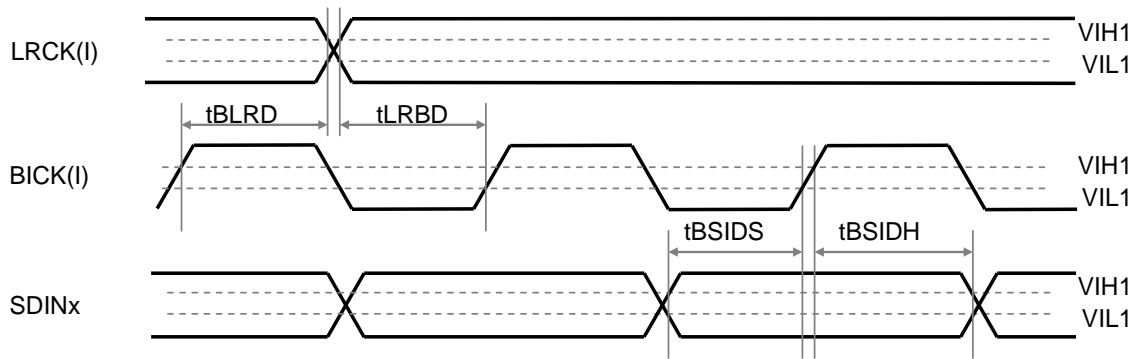 LRCK(I)
VIH1
VIL1
tBLRD
tLRBD
BICK(I)
VIH1
VIL1
tBSIDS
tBSIDH
SDINx
VIH1
VIL1